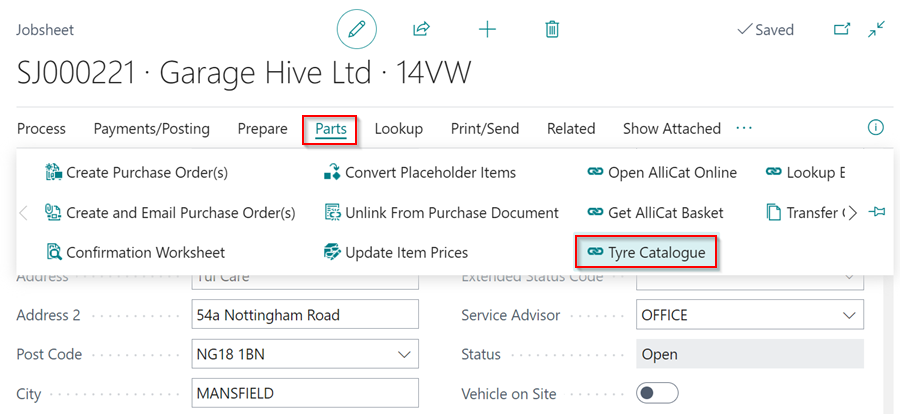 Jobsheet
Saved
SJ000221 · Garage Hive Ltd · 14VW
Process Payments/Posting Prepare Parts Lookup Print/Send Related Show Attached ...
Create Purchase Order(s) Convert Placeholder Items Open AlliCat Online Lookup E
Create and Email Purchase Order(s) Unlink From Purchase Document Get AlliCat Basket Transfer
Confirmation Worksheet Update Item Prices Tyre Catalogue
Address Tui Care Extended Status Code
Address 2 54a Nottingham Road Service Advisor OFFICE
Post Code NG18 1BN Status Open
City MANSFIELD Vehicle on Site